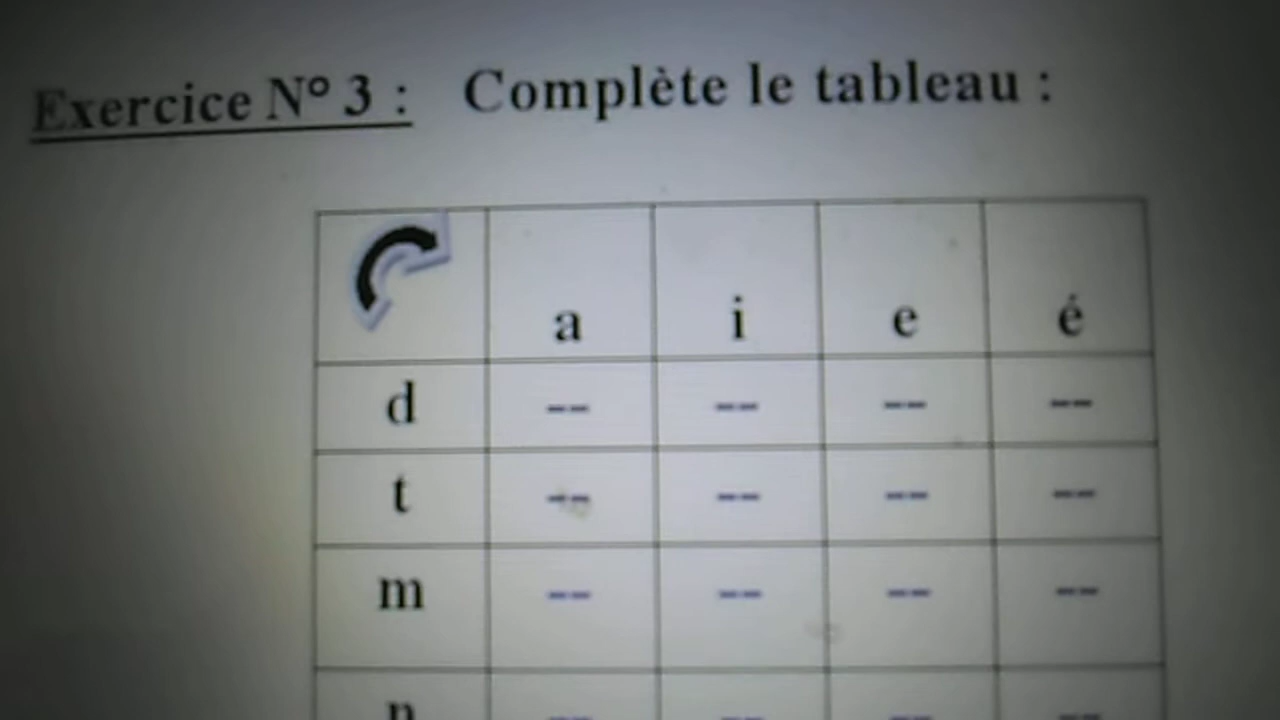 Exercice N° 3 : Complète le tableau :
a i e é
d -- -- -- --
t -- -- -- --
m -- -- -- --